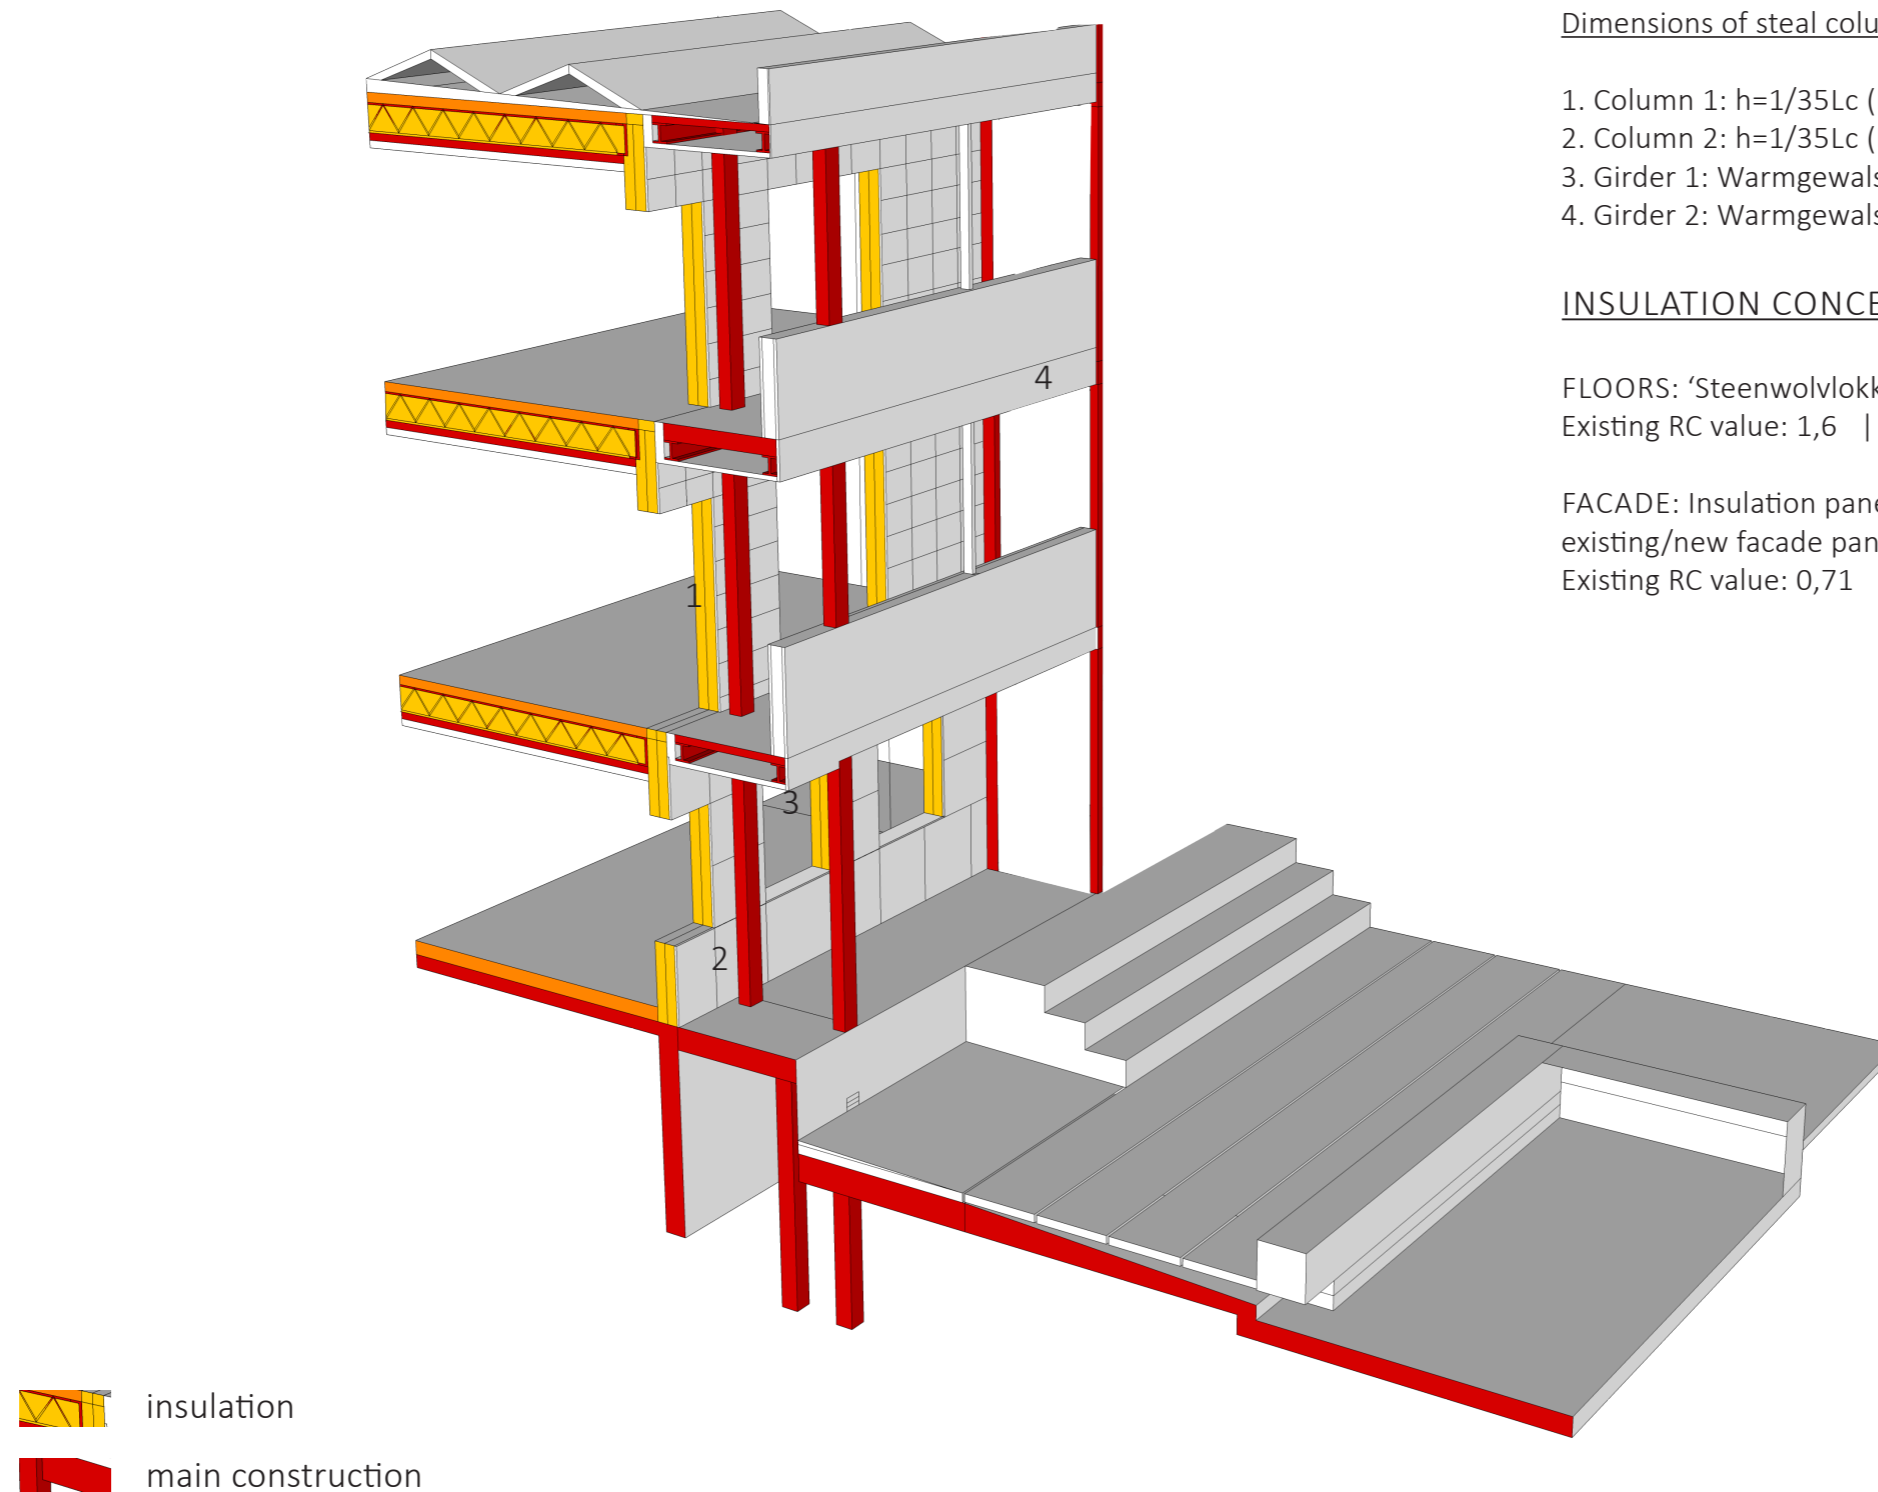 Dimensions of steal colu
1. Column 1: h=1/35Lc (
2. Column 2: h=1/35Lc (
3. Girder 1: Warmgewals
4. Girder 2: Warmgewals
INSULATION CONCE
4
FLOORS: ‘Steenwolvlokk
Existing RC value: 1,6 |
FACADE: Insulation pane
existing/new facade pan
Existing RC value: 0,71
1
3
2
insulation
main construction